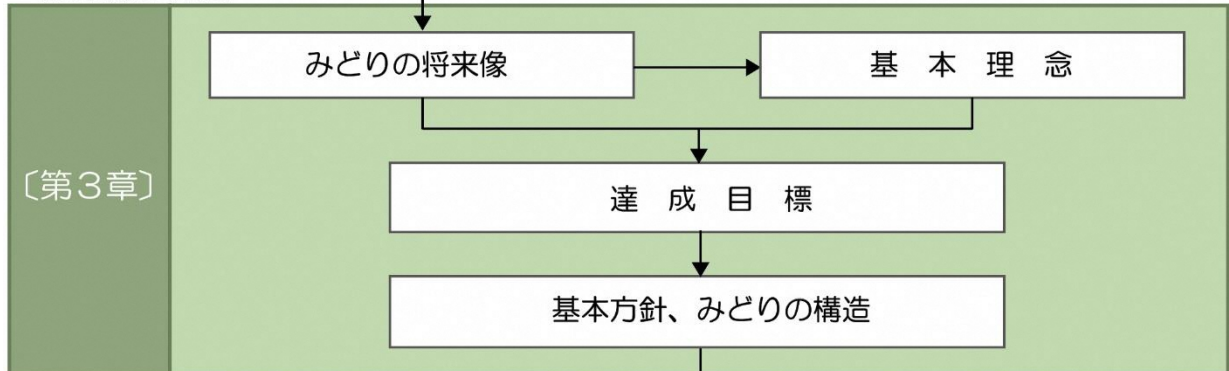 〔第3章〕
みどりの将来像
基本理念
達成目標
基本方針、みどりの構造